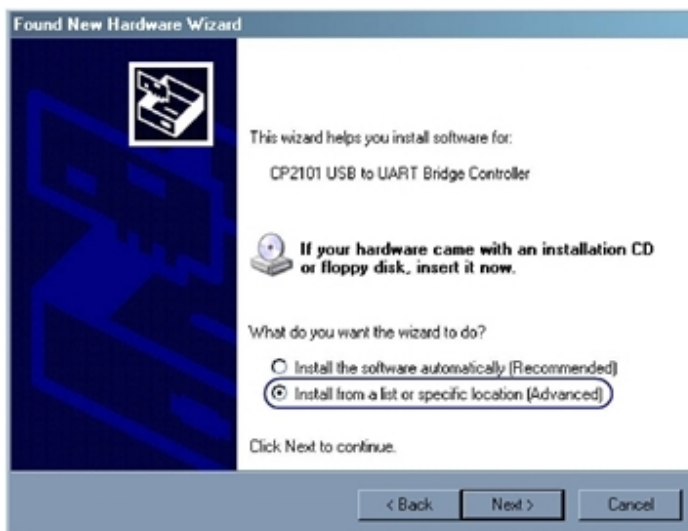 Found New Hardware Wizard
This wizard helps you install software for:
CP2101 USB to UART Bridge Controller
If your hardware came with an installation CD
or floppy disk, insert it now.
What do you want the wizard to do?
Install the software automatically (Recommended)
Install from a list or specific location (Advanced)
Click Next to continue.
< Back
Next >
Cancel